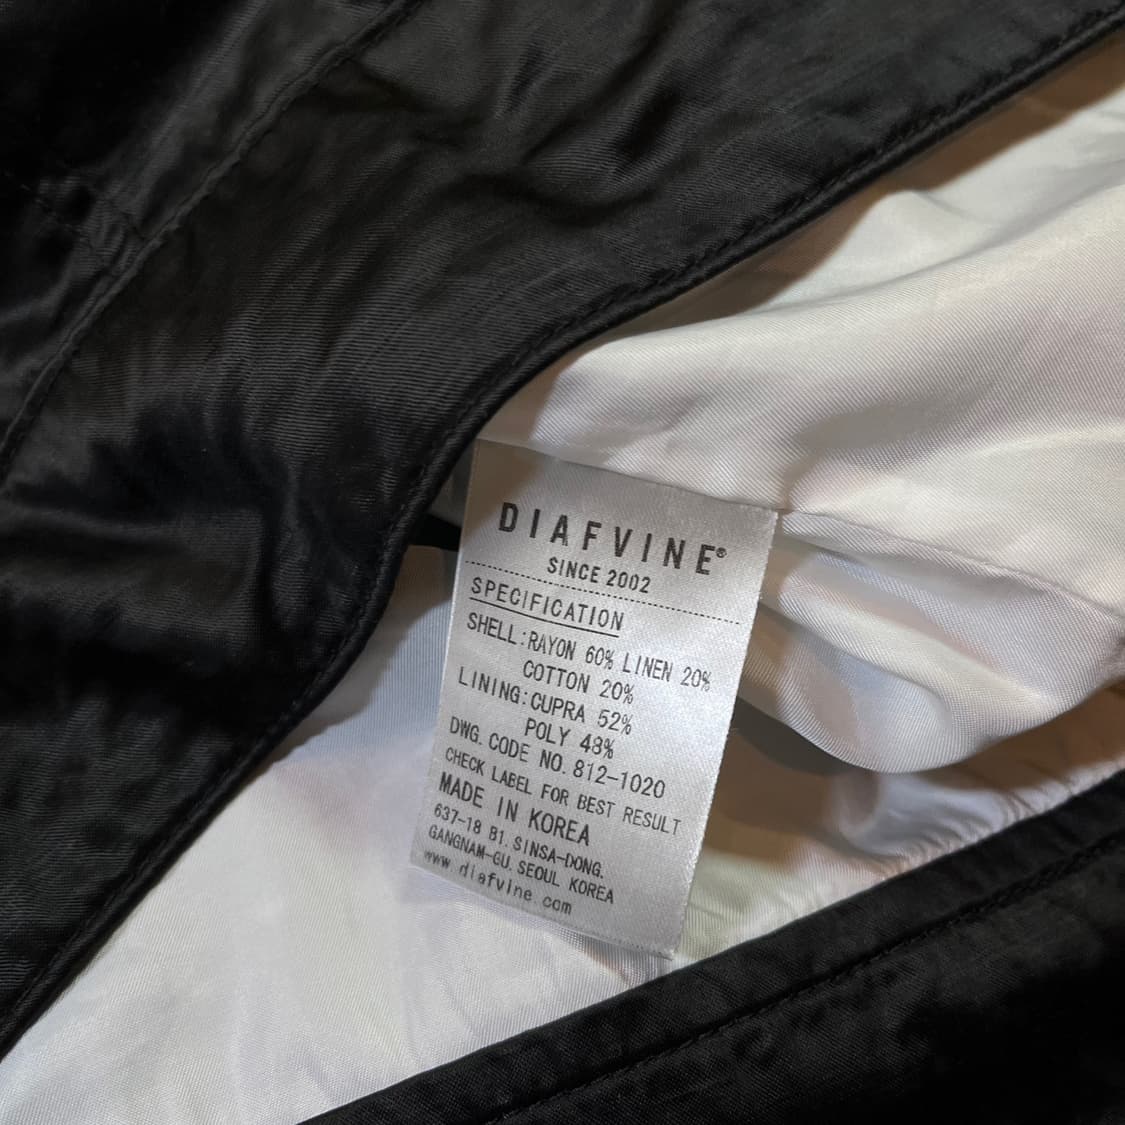 DIAFVINE®
SINCE 2002
SPECIFICATION
SHELL:RAYON 60% LINEN 20%
COTTON 20%
LINING:CUPRA 52%
POLY 48%
DWG. CODE NO. 812-1020
CHECK LABEL FOR BEST RESULT
MADE IN KOREA
637-18 B1. SINSA-DONG.
GANGNAM-GU. SEOUL KOREA
www.diafvine.com